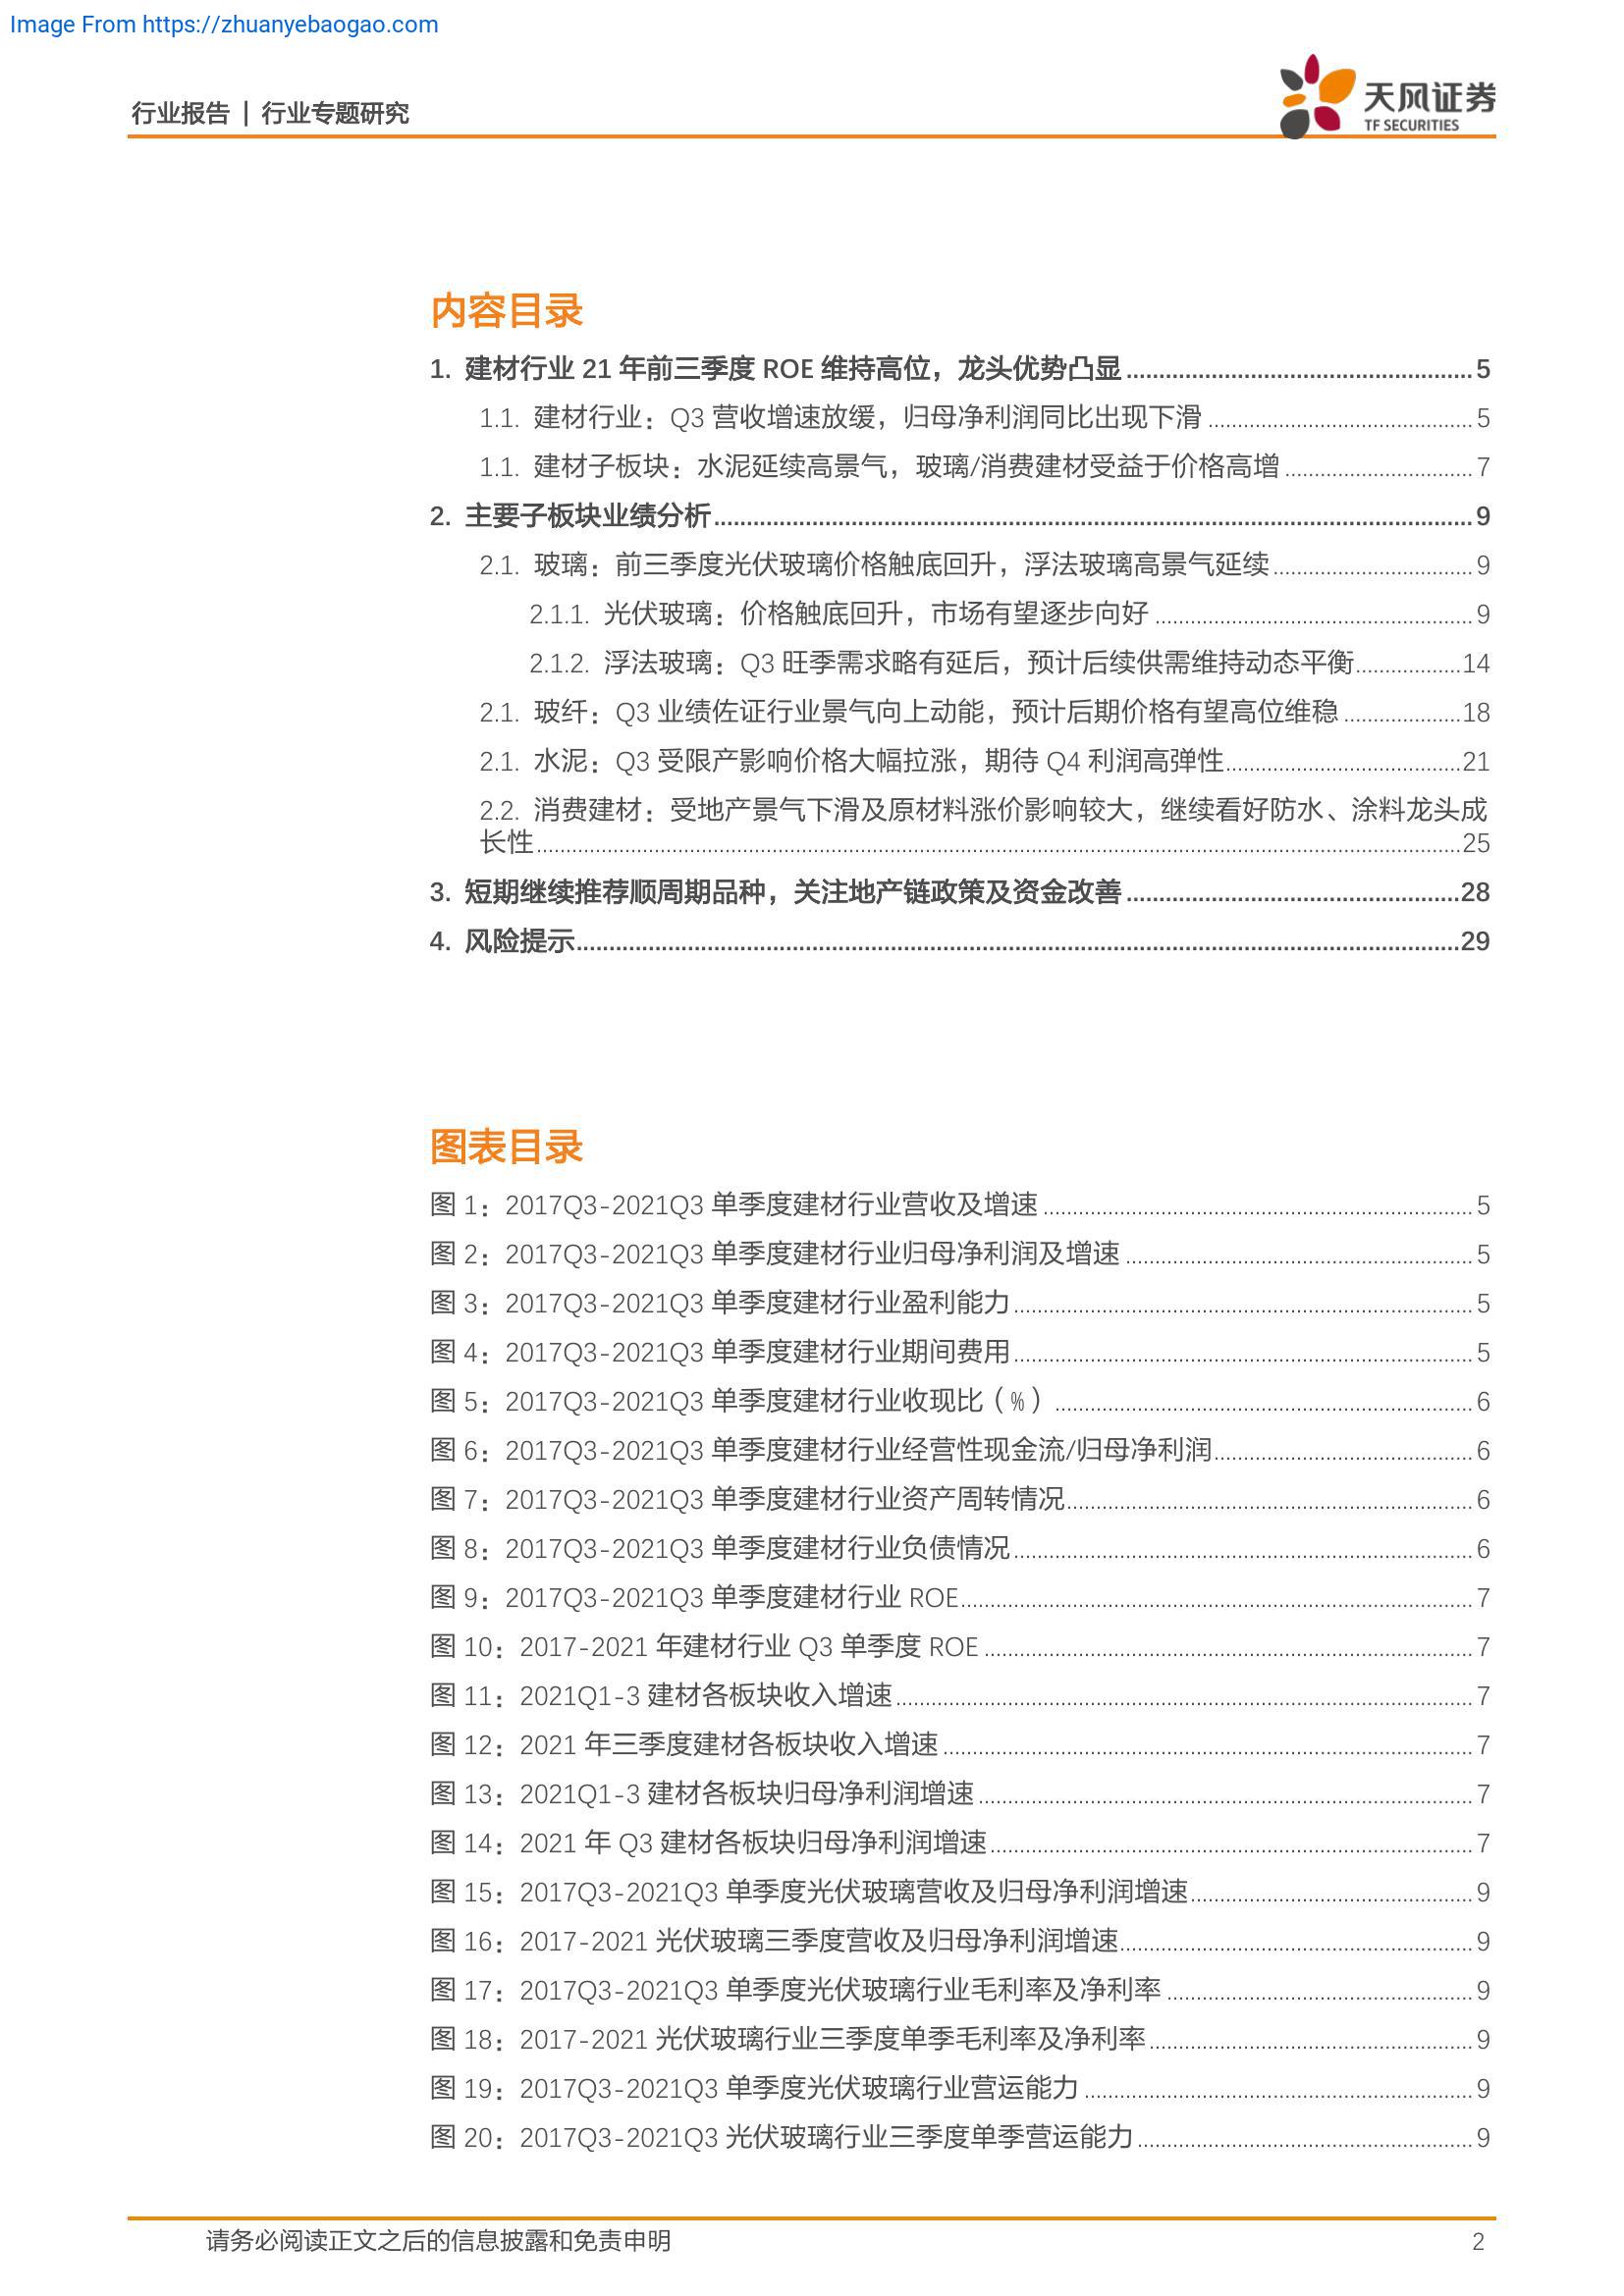 Image From https://zhuanyebaogao.com
行业报告 | 行业专题研究
天风证券
TF SECURITIES
内容目录
1. 建材行业 21 年前三季度 ROE 维持高位，龙头优势凸显 5
1.1. 建材行业：Q3 营收增速放缓，归母净利润同比出现下滑 5
1.1. 建材子板块：水泥延续高景气，玻璃/消费建材受益于价格高增 7
2. 主要子板块业绩分析 9
2.1. 玻璃：前三季度光伏玻璃价格触底回升，浮法玻璃高景气延续 9
2.1.1. 光伏玻璃：价格触底回升，市场有望逐步向好 9
2.1.2. 浮法玻璃：Q3 旺季需求略有延后，预计后续供需维持动态平衡 14
2.1. 玻纤：Q3 业绩佐证行业景气向上动能，预计后期价格有望高位维稳 18
2.1. 水泥：Q3 受限产影响价格大幅拉涨，期待 Q4 利润高弹性 21
2.2. 消费建材：受地产景气下滑及原材料涨价影响较大，继续看好防水、涂料龙头成
长性 25
3. 短期继续推荐顺周期品种，关注地产链政策及资金改善 28
4. 风险提示 29
图表目录
图 1：2017Q3-2021Q3 单季度建材行业营收及增速 5
图 2：2017Q3-2021Q3 单季度建材行业归母净利润及增速 5
图 3：2017Q3-2021Q3 单季度建材行业盈利能力 5
图 4：2017Q3-2021Q3 单季度建材行业期间费用 5
图 5：2017Q3-2021Q3 单季度建材行业收现比（%） 6
图 6：2017Q3-2021Q3 单季度建材行业经营性现金流/归母净利润 6
图 7：2017Q3-2021Q3 单季度建材行业资产周转情况 6
图 8：2017Q3-2021Q3 单季度建材行业负债情况 6
图 9：2017Q3-2021Q3 单季度建材行业 ROE 7
图 10：2017-2021 年建材行业 Q3 单季度 ROE 7
图 11：2021Q1-3 建材各板块收入增速 7
图 12：2021 年三季度建材各板块收入增速 7
图 13：2021Q1-3 建材各板块归母净利润增速 7
图 14：2021 年 Q3 建材各板块归母净利润增速 7
图 15：2017Q3-2021Q3 单季度光伏玻璃营收及归母净利润增速 9
图 16：2017-2021 光伏玻璃三季度营收及归母净利润增速 9
图 17：2017Q3-2021Q3 单季度光伏玻璃行业毛利率及净利率 9
图 18：2017-2021 光伏玻璃行业三季度单季毛利率及净利率 9
图 19：2017Q3-2021Q3 单季度光伏玻璃行业营运能力 9
图 20：2017Q3-2021Q3 光伏玻璃行业三季度单季营运能力 9
请务必阅读正文之后的信息披露和免责申明 2